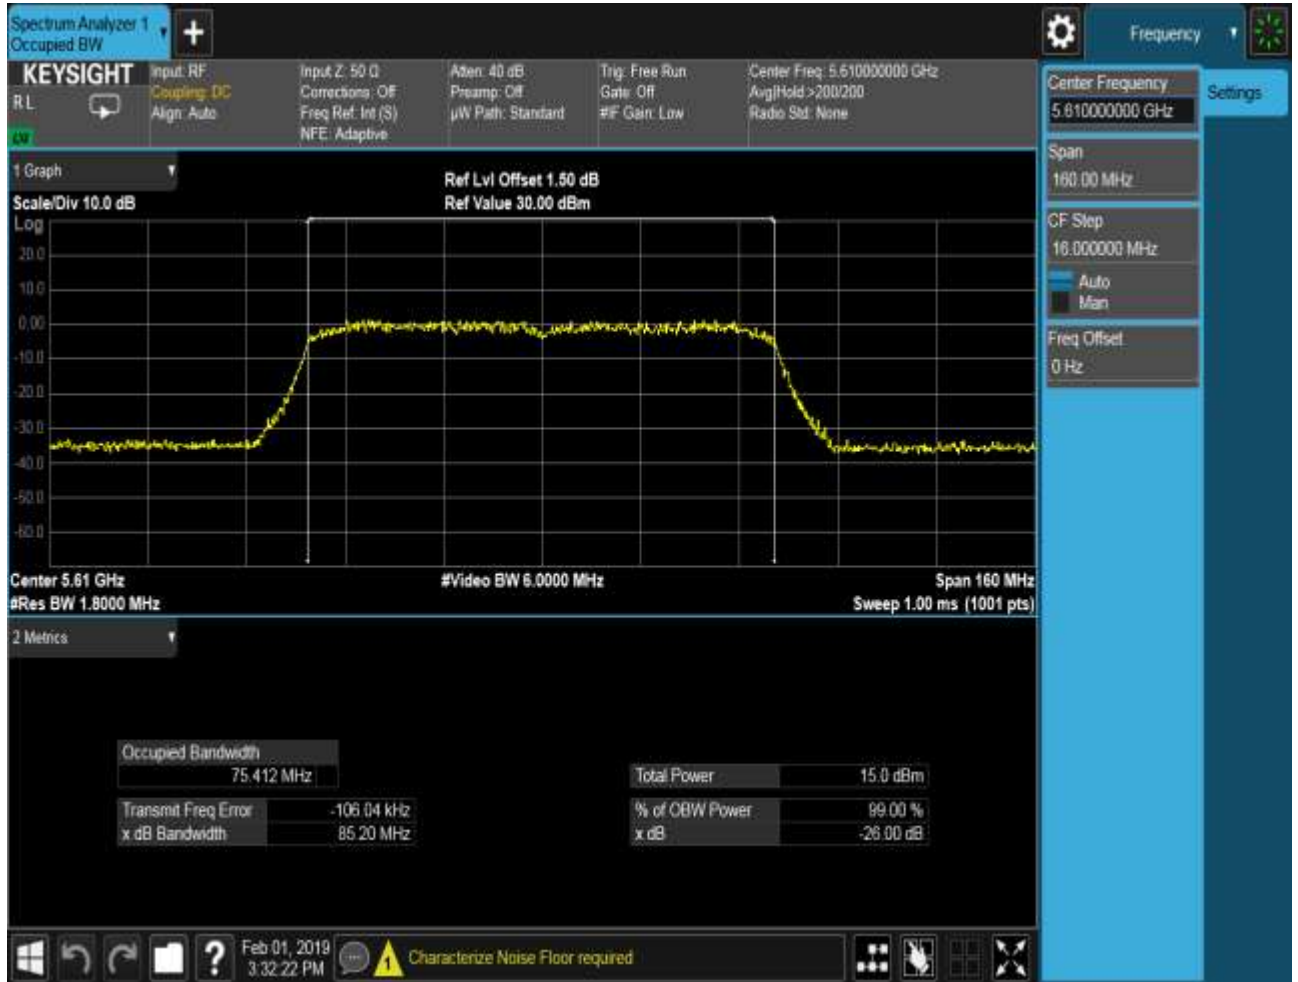 Spectrum Analyzer 1
Occupied BW
+
Frequency
KEYSIGHT
RL
Input: RF
Coupling: DC
Align: Auto
Input Z: 50 Ω
Corrections: Off
Freq Ref: Int (S)
NFE: Adaptive
Atten: 40 dB
Preamp: Off
µW Path: Standard
Trig: Free Run
Gate: Off
#IF Gain: Low
Center Freq: 5.610000000 GHz
Avg|Hold:>200/200
Radio Std: None
Center Frequency
5.610000000 GHz
Settings
Span
160.00 MHz
CF Step
16.000000 MHz
Auto
Man
Freq Offset
0 Hz
1 Graph
Scale/Div 10.0 dB
Ref Lvl Offset 1.50 dB
Ref Value 30.00 dBm
Log
20.0
10.0
0.00
-10.0
-20.0
-30.0
-40.0
-50.0
-60.0
Center 5.61 GHz
#Video BW 6.0000 MHz
Span 160 MHz
#Res BW 1.8000 MHz
Sweep 1.00 ms (1001 pts)
2 Metrics
Occupied Bandwidth
75.412 MHz
Total Power 15.0 dBm
Transmit Freq Error -106.04 kHz
% of OBW Power 99.00 %
x dB Bandwidth 85.20 MHz
x dB -26.00 dB
?
Feb 01, 2019
3:32:22 PM
1
Characterize Noise Floor required